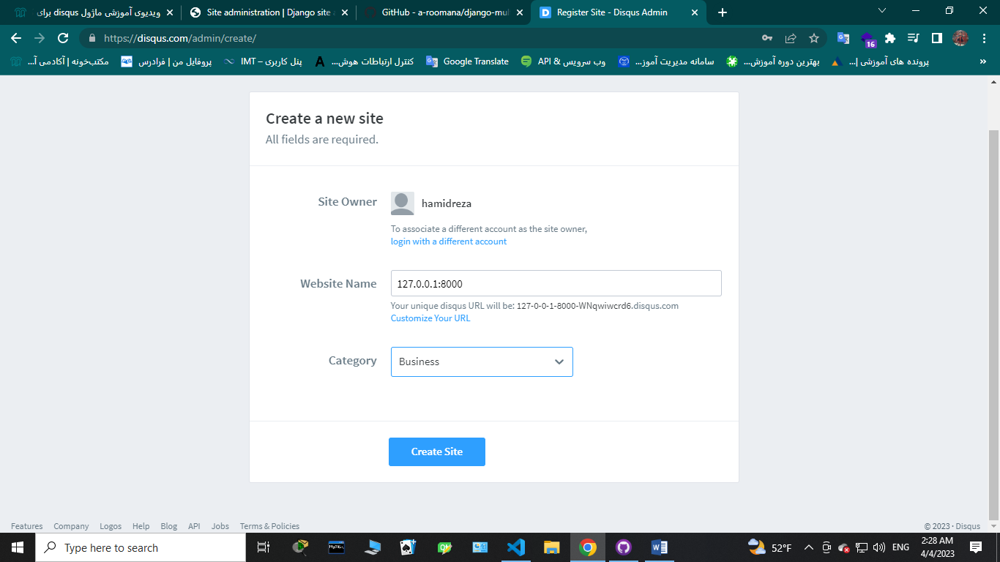 ویدیوی آموزشی ماژول disqus برای
Site administration | Django site a
GitHub - a-roomana/django-mul
Register Site - Disqus Admin
https://disqus.com/admin/create/
16
مکتب‌خونه | آکادمی آ...
پروفایل من | فرادرس
پنل کاربری – IMT
کنترل ارتباطات هوش...
Google Translate
وب سرویس & API
سامانه مدیریت آموز...
بهترین دوره آموزش...
پرونده های آموزشی |...
»
Create a new site
All fields are required.
Site Owner
hamidreza
To associate a different account as the site owner,
login with a different account
Website Name
127.0.0.1:8000
Your unique disqus URL will be: 127-0-0-1-8000-WNqwiwcrd6.disqus.com
Customize Your URL
Category
Business
Create Site
Features Company Logos Help Blog API Jobs Terms & Policies
© 2023 · Disqus
Type here to search
MySQL
52°F
ENG
2:28 AM
4/4/2023